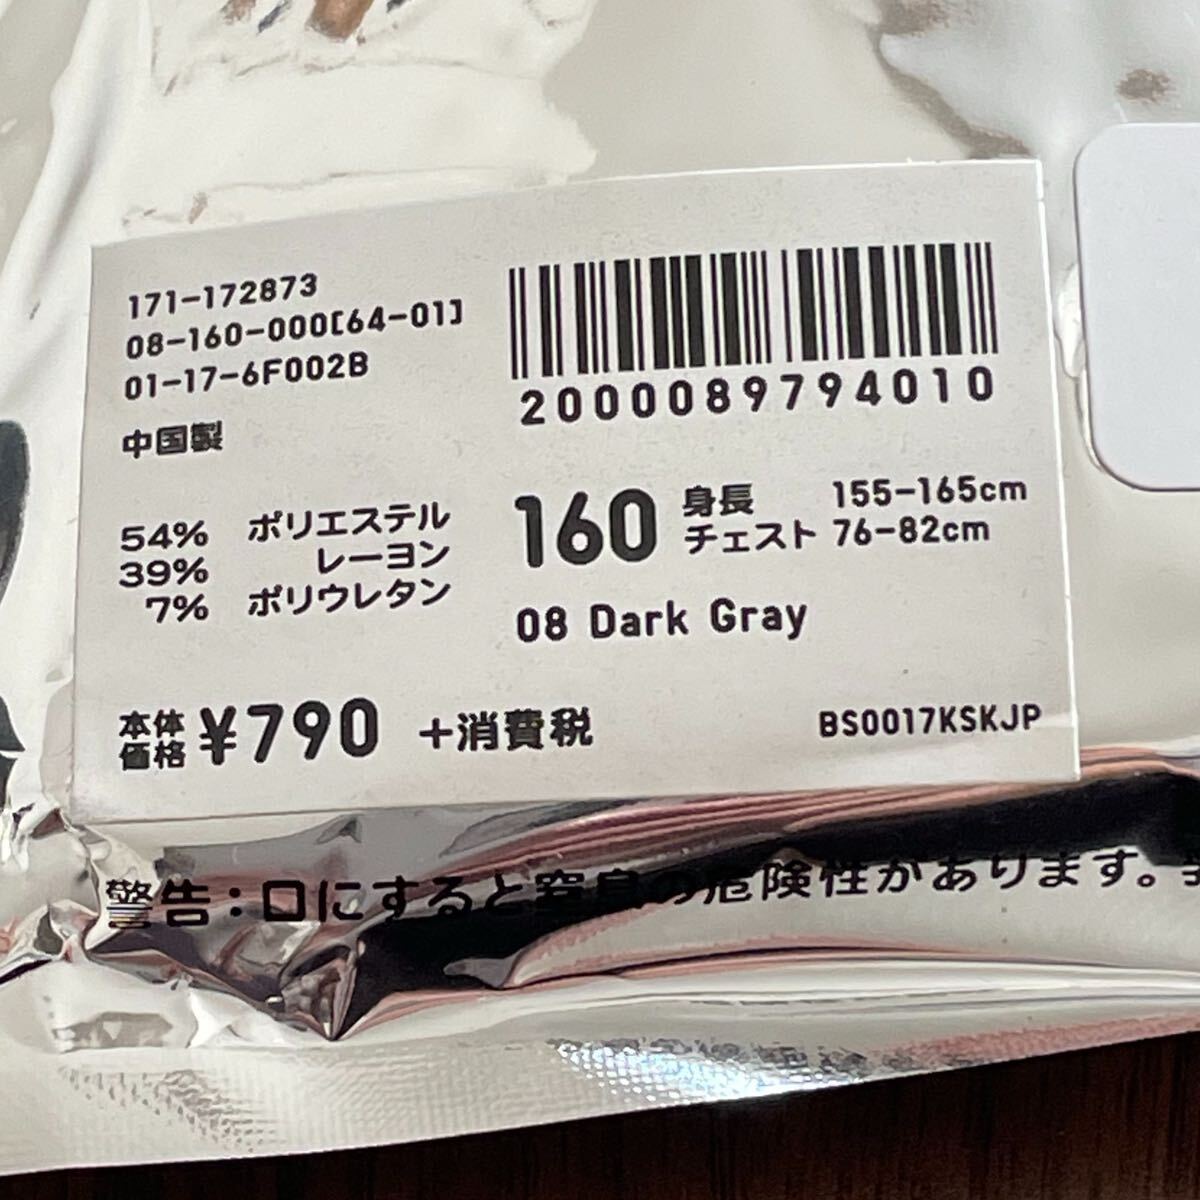 171-172873
08-160-000[64-01]
01-17-6F002B
中国製
2000089794010
54% ポリエステル
39% レーヨン
7% ポリウレタン
160 身長 155-165cm
チェスト 76-82cm
08 Dark Gray
本体価格 ¥790 +消費税
BS0017KSKJP
警告：口にすると窒息の危険性があります。